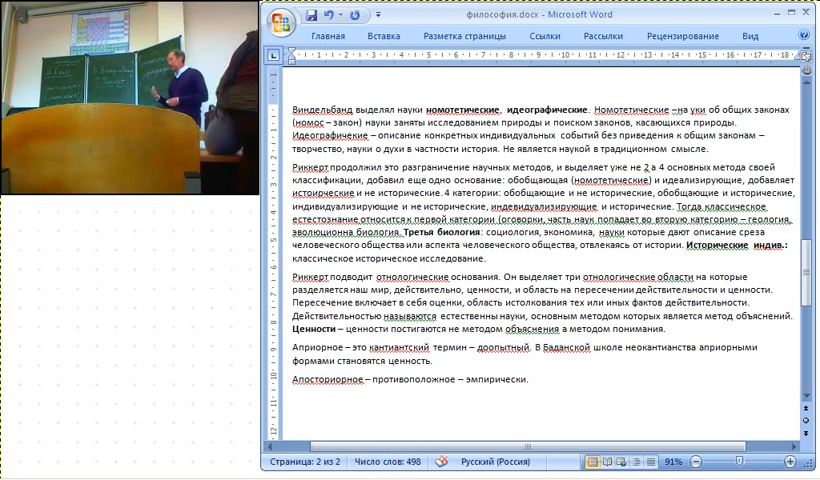 философия.docx - Microsoft Word
Главная Вставка Разметка страницы Ссылки Рассылки Рецензирование Вид
Виндельбанд выделял науки номотетические, идеографические. Номотетические –на уки об общих законах
(номос – закон) науки заняты исследованием природы и поиском законов, касающихся природы.
Идеографичекие – описание конкретных индивидуальных событий без приведения к общим законам –
творчество, науки о духи в частности история. Не является наукой в традиционном смысле.
Риккерт продолжил это разграничение научных методов, и выделяет уже не 2 а 4 основных метода своей
классификации, добавил еще одно основание: обобщающая (номотетические) и идеализирующие, добавляет
истоирческие и не исторические. 4 категории: обобщающие и не исторические, обобщающие и исторические,
индивидуализирующие и не исторические, индевидуализирующие и исторические. Тогда классическое
естестознание относится к первой категории (оговорки, часть наук попадает во вторую категорию – геология,
эволюционна биология. Третья биология: социология, экономика, науки которые дают описание среза
человеческого общества или аспекта человеческого общества, отвлекаясь от истории. Исторические индив.:
классическое историческое исследование.
Риккерт подводит отнологические основания. Он выделяет три отнологические области на которые
разделяется наш мир, действительно, ценности, и область на пересечении действительности и ценности.
Пересечение включает в себя оценки, область истолкования тех или иных фактов действительности.
Действительностью называются естественны науки, основным методом которых является метод объяснений.
Ценности – ценности постигаются не методом объяснения а методом понимания.
Априорное – это кантиантский термин – доопытный. В Баданской школе неокантианства априорными
формами становятся ценность.
Апосториорное – противоположное – эмпирически.
Страница: 2 из 2 Число слов: 498 Русский (Россия) 91%